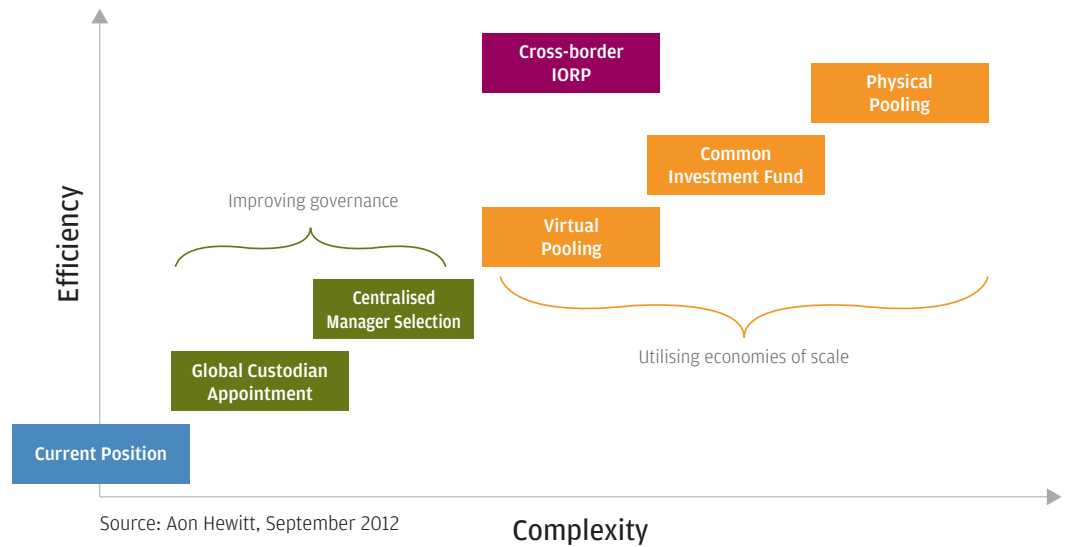 Cross-border
IORP
Physical
Pooling
Common
Investment Fund
Improving governance
Virtual
Pooling
Efficiency
Centralised
Manager Selection
Utilising economies of scale
Global Custodian
Appointment
Current Position
Source: Aon Hewitt, September 2012
Complexity